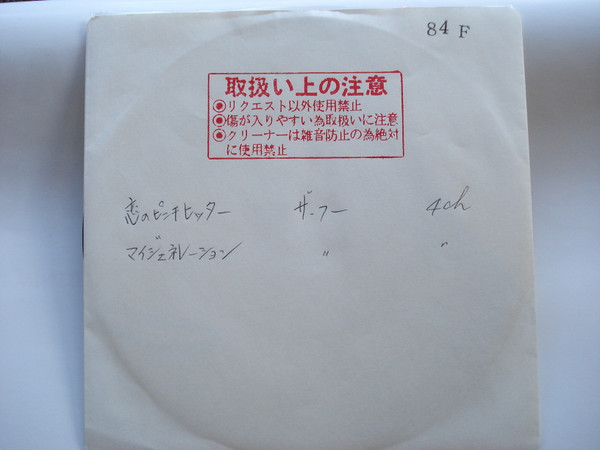 84 F
取扱い上の注意
◉リクエスト以外使用禁止
◉傷が入りやすい為取扱いに注意
◉クリーナーは雑音防止の為絶対
に使用禁止
恋のピンチヒッター ザ・フー 4ch
マイジェネレーション 〃 〃